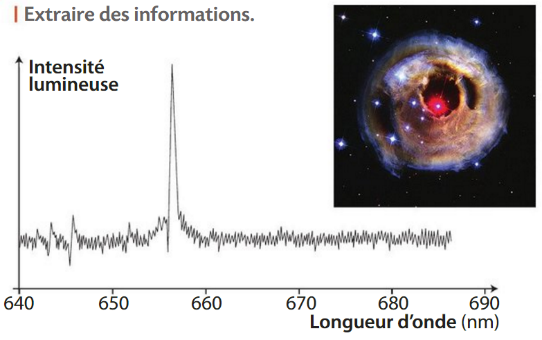 Extraire des informations.
Intensité
lumineuse
640 650 660 670 680 690
Longueur d'onde (nm)